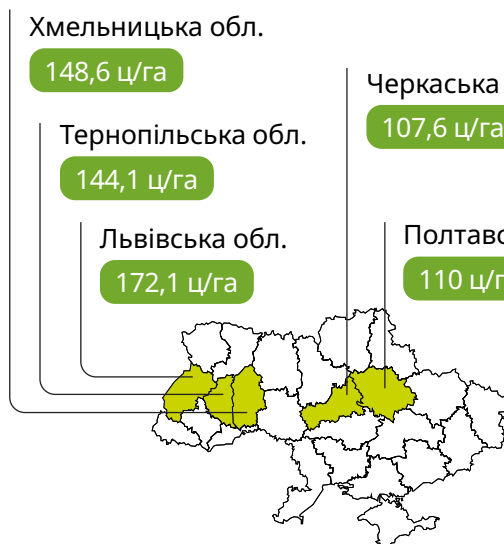 Хмельницька обл.
148,6 ц/га
Черкаська
107,6 ц/га
Тернопільська обл.
144,1 ц/га
Львівська обл.
172,1 ц/га
110